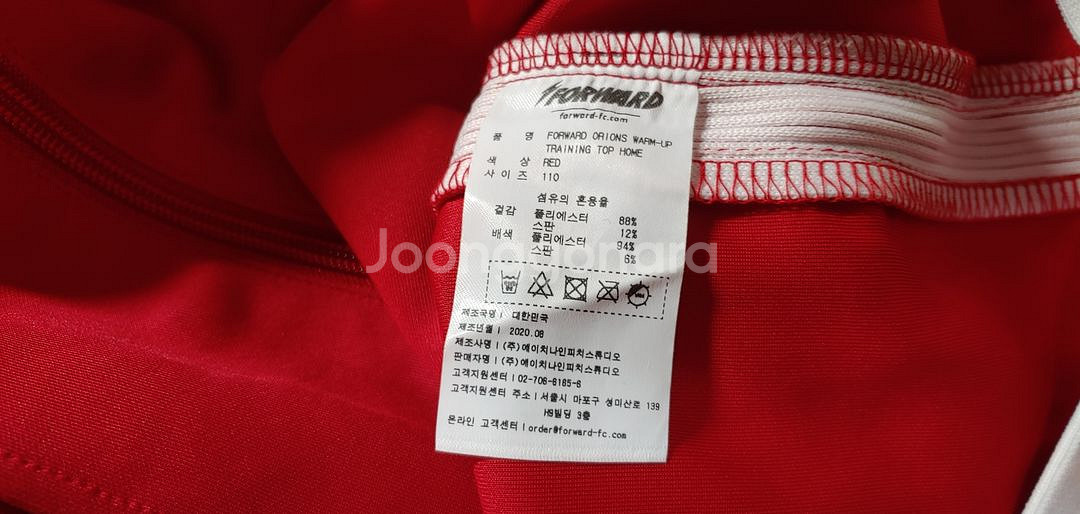 FORWARD
forward-fc.com
품 명 FORWARD ORIONS WARM-UP
TRAINING TOP HOME
색 상 RED
사 이 즈 110
섬유의 혼용율
겉감 폴리에스터 88%
스판 12%
배색 폴리에스터 94%
스판 6%
Joongonara
제조국명 | 대한민국
제조년월 | 2020.08
제조사명 | (주)에이치나인피치스튜디오
판매자명 | (주)에이치나인피치스튜디오
고객지원센터 | 02-706-6165-6
고객지원센터 주소 | 서울시 마포구 성미산로 139
H9빌딩 3층
온라인 고객센터 | order@forward-fc.com